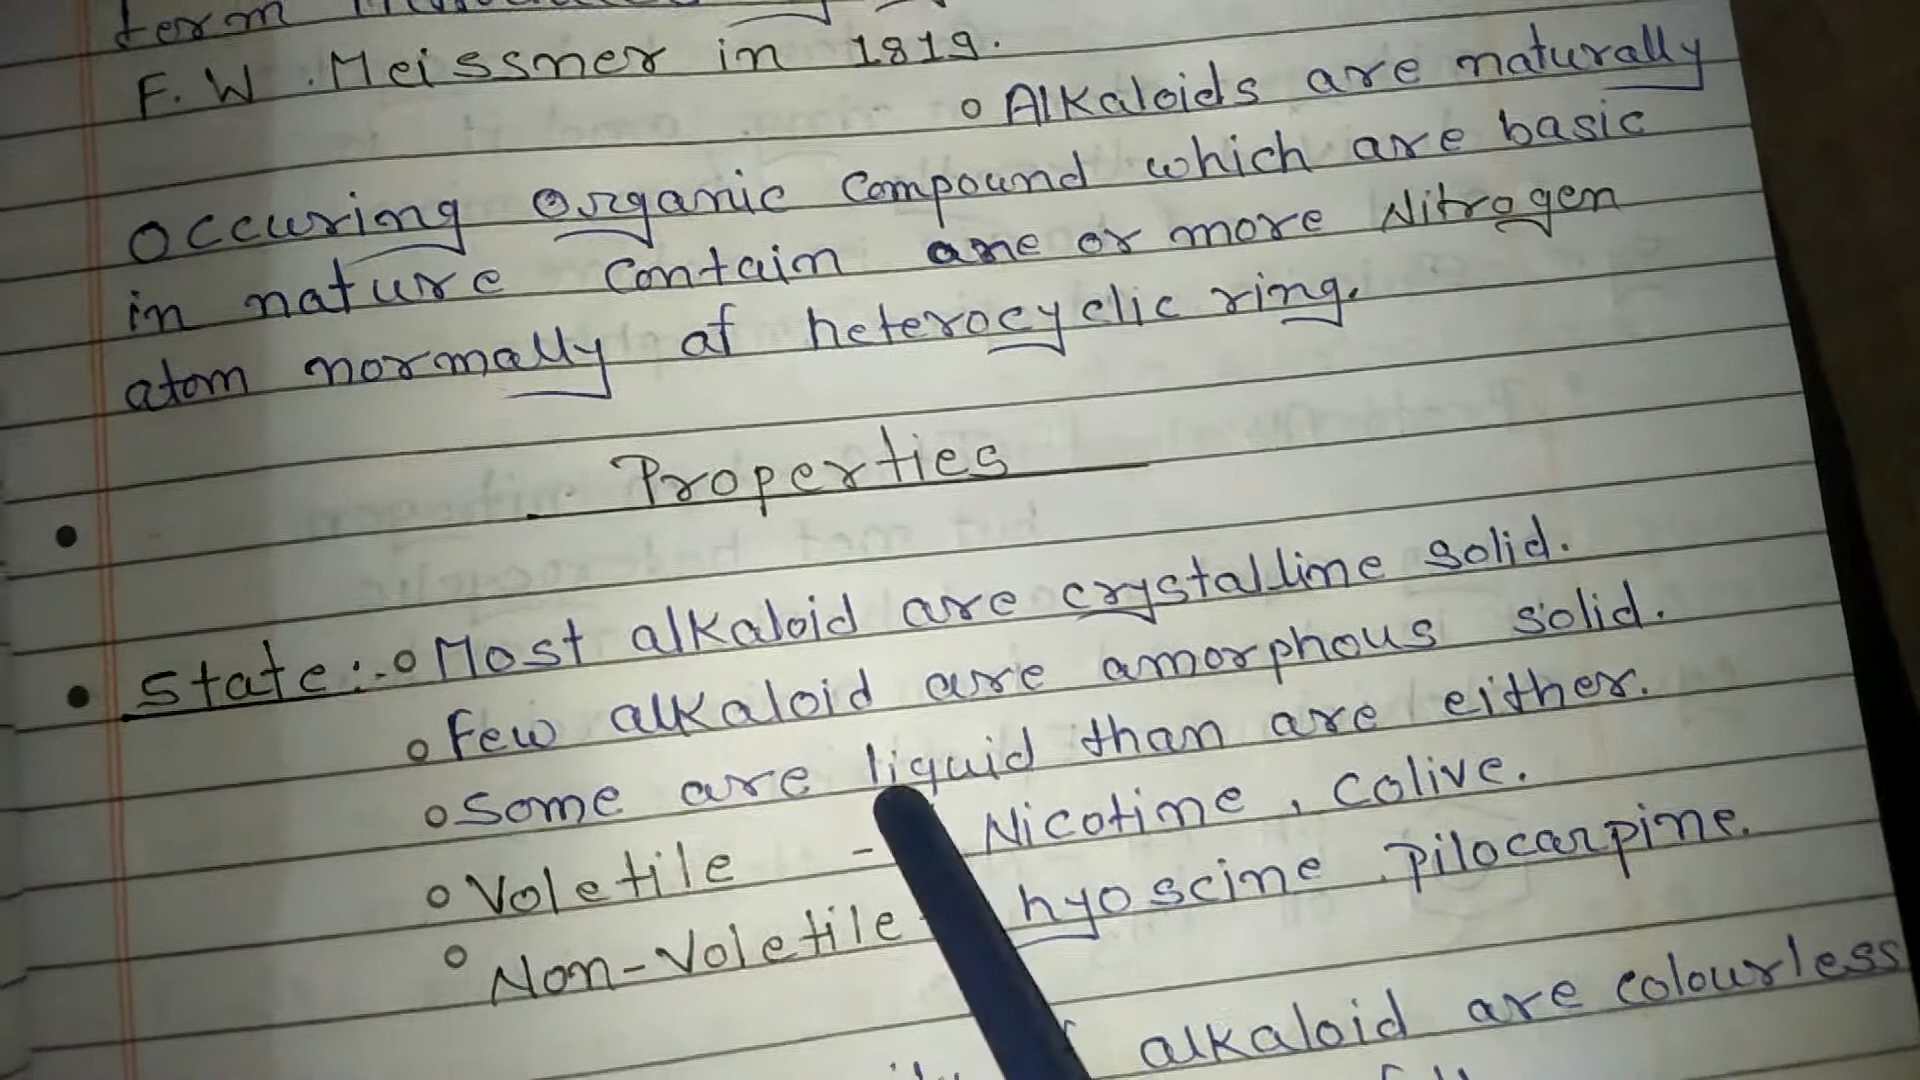 term
F. W. Meissner in 1819.
o Alkaloids are naturally
Occuring Organic Compound which are basic
in nature Contain one or more Nitrogen
atom normally of heterocyclic ring.
Properties
• State:- o Most alkaloid are crystalline solid.
o Few alkaloid are amorphous solid.
o Some are liquid than are either.
o Voletile - Nicotine, Colive.
o Non-Voletile hyoscine Pilocarpine.
alkaloid are colourless